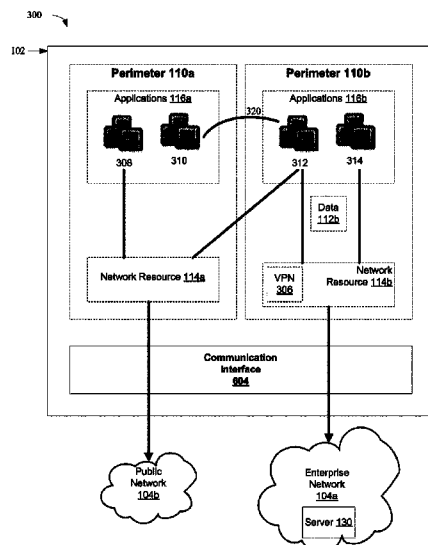 300
102
Perimeter 110a
Perimeter 110b
Applications 116a
Applications 116b
320
308
310
312
314
Data
112b
Network Resource 114a
VPN
306
Network
Resource 114b
Communication
Interface
604
Public
Network
104b
Enterprise
Network
104a
Server 130